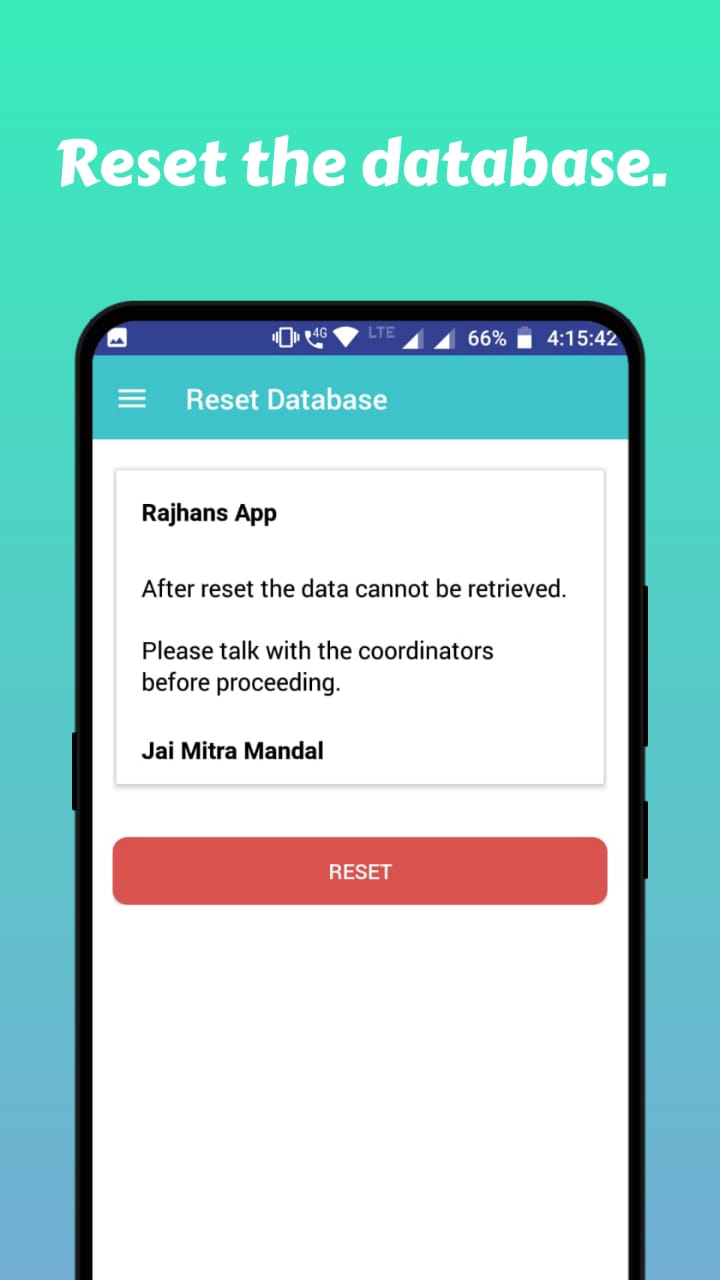 Reset the database.
4G LTE 66% 4:15:42
Reset Database
Rajhans App
After reset the data cannot be retrieved.
Please talk with the coordinators
before proceeding.
Jai Mitra Mandal
RESET